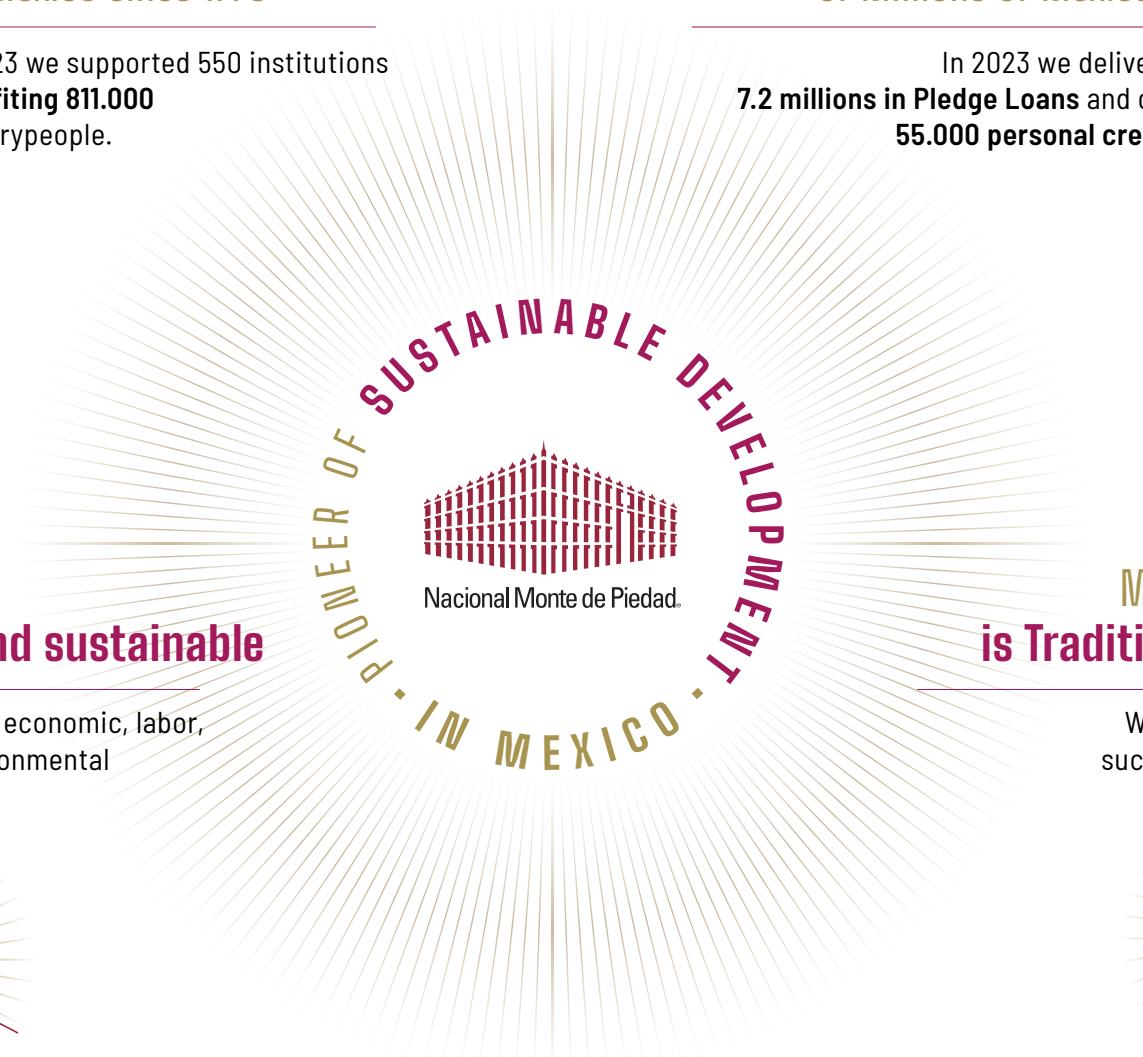 23 we supported 550 institutions
fiting 811.000
rypeople.
In 2023 we delive
7.2 millions in Pledge Loans and
55.000 personal cre
PIONEER OF SUSTAINABLE DEVELOPMENT · IN MEXICO ·
Nacional Monte de Piedad
nd sustainable
economic, labor,
onmental
M
is Traditi
W
suc